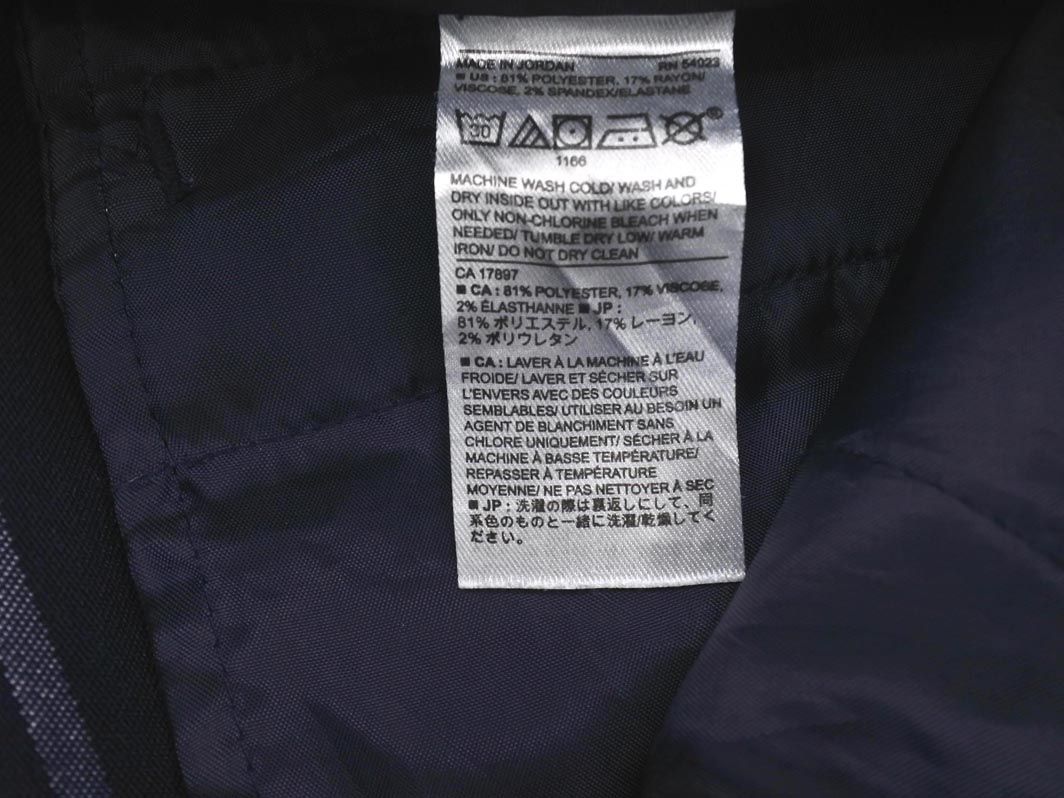 MADE IN JORDAN RN 54023
■ US : 81% POLYESTER, 17% RAYON/
VISCOSE, 2% SPANDEX/ELASTANE
30
1166
MACHINE WASH COLD/ WASH AND
DRY INSIDE OUT WITH LIKE COLORS/
ONLY NON-CHLORINE BLEACH WHEN
NEEDED/ TUMBLE DRY LOW/ WARM
IRON/ DO NOT DRY CLEAN
CA 17897
■ CA : 81% POLYESTER, 17% VISCOSE,
2% ÉLASTHANNE ■ JP :
81% ポリエステル, 17% レーヨン,
2% ポリウレタン
■ CA : LAVER À LA MACHINE À L'EAU
FROIDE/ LAVER ET SÉCHER SUR
L'ENVERS AVEC DES COULEURS
SEMBLABLES/ UTILISER AU BESOIN UN
AGENT DE BLANCHIMENT SANS
CHLORE UNIQUEMENT/ SÉCHER À LA
MACHINE À BASSE TEMPÉRATURE/
REPASSER À TEMPÉRATURE
MOYENNE/ NE PAS NETTOYER À SEC
■ JP : 洗濯の際は裏返しにして、同
系色のものと一緒に洗濯/乾燥してく
ださい。